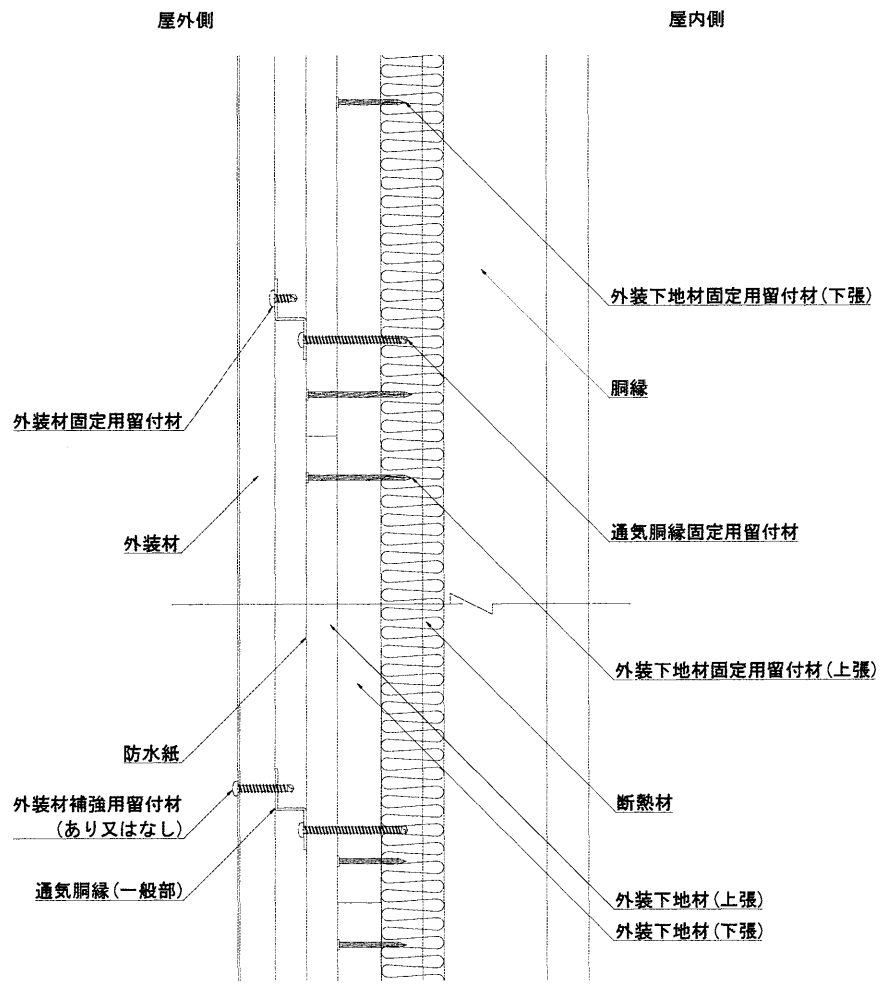 屋外側
屋内側
外装下地材固定用留付材(下張)
胴縁
外装材固定用留付材
通気胴縁固定用留付材
外装材
外装下地材固定用留付材(上張)
防水紙
外装材補強用留付材
(あり又はなし)
断熱材
通気胴縁(一般部)
外装下地材(上張)
外装下地材(下張)